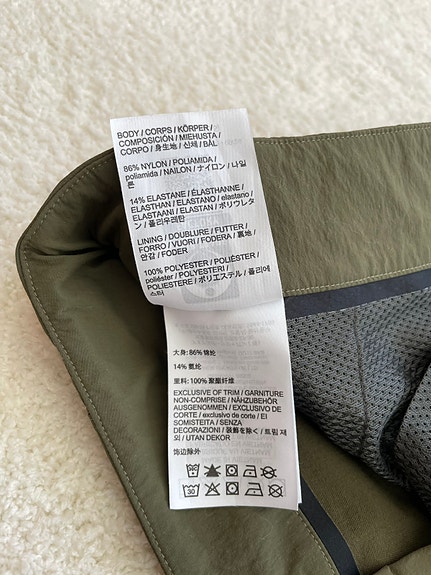 BODY / CORPS / KÖRPER /
COMPOSICIÓN / MIEHUSTA /
CORPO / 身生地 / 신체 / BÅL
86% NYLON / POLIAMIDA /
poliamida / NAILON / ナイロン / 나일
론
14% ELASTANE / ÉLASTHANNE /
ELASTHAN / ELASTANO / elastano /
ELASTAANI / ELASTAN / ポリウレタ
ン / 폴리우레탄
LINING / DOUBLURE / FUTTER /
FORRO / VUORI / FODERA / 裏地 /
안감 / FODER
100% POLYESTER / POLIÉSTER /
poliéster / POLYESTERI /
POLIESTERE / ポリエステル / 폴리에
스터
大身: 86% 锦纶
14% 氨纶
里料: 100% 聚酯纤维
EXCLUSIVE OF TRIM / GARNITURE
NON-COMPRISE / NÄHZUBEHÖR
AUSGENOMMEN / EXCLUSIVO DE
CORTE / exclusivo de corte / EI
SOMISTEITA / SENZA
DECORAZIONI / 装飾を除く / 트림 제
외 / UTAN DEKOR
饰边除外
30